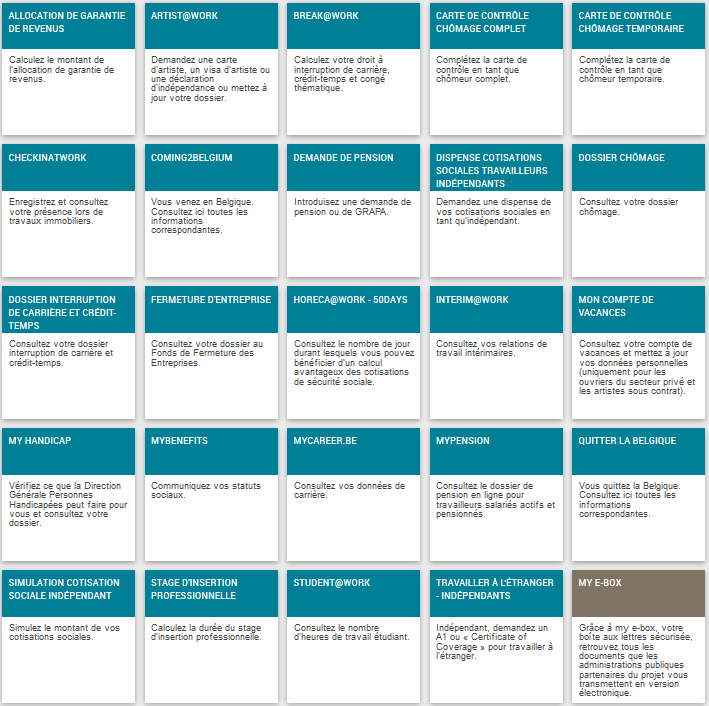 ALLOCATION DE GARANTIE
DE REVENUS
Calculez le montant de
l'allocation de garantie de
revenus.
ARTIST@WORK
Demandez une carte
d'artiste, un visa d'artiste ou
une déclaration
d'indépendance ou mettez à
jour votre dossier.
BREAK@WORK
Calculez votre droit à
interruption de carrière,
crédit-temps et congé
thématique.
CARTE DE CONTRÔLE
CHÔMAGE COMPLET
Complétez la carte de
contrôle en tant que
chômeur complet.
CARTE DE CONTRÔLE
CHÔMAGE TEMPORAIRE
Complétez la carte de
contrôle en tant que
chômeur temporaire.
CHECKINATWORK
Enregistrez et consultez
votre présence lors de
travaux immobiliers.
COMING2BELGIUM
Vous venez en Belgique.
Consultez ici toutes les
informations
correspondantes.
DEMANDE DE PENSION
Introduisez une demande de
pension ou de GRAPA.
DISPENSE COTISATIONS
SOCIALES TRAVAILLEURS
INDÉPENDANTS
Demandez une dispense de
vos cotisations sociales en
tant qu'indépendant.
DOSSIER CHÔMAGE
Consultez votre dossier
chômage.
DOSSIER INTERRUPTION
DE CARRIÈRE ET CRÉDIT-
TEMPS
Consultez votre dossier
interruption de carrière et
crédit-temps.
FERMETURE D'ENTREPRISE
Consultez votre dossier au
Fonds de Fermeture des
Entreprises.
HORECA@WORK - 50DAYS
Consultez le nombre de jour
durant lesquels vous pouvez
bénéficier d'un calcul
avantageux des cotisations
de sécurité sociale.
INTERIM@WORK
Consultez vos relations de
travail intérimaires.
MON COMPTE DE
VACANCES
Consultez votre compte de
vacances et mettez à jour
vos données personnelles
(uniquement pour les
ouvriers du secteur privé et
les artistes sous contrat).
MY HANDICAP
Vérifiez ce que la Direction
Générale Personnes
Handicapées peut faire pour
vous et consultez votre
dossier.
MYBENEFITS
Communiquez vos statuts
sociaux.
MYCAREER.BE
Consultez vos données de
carrière.
MYPENSION
Consultez le dossier de
pension en ligne pour
travailleurs salariés actifs et
pensionnés.
QUITTER LA BELGIQUE
Vous quittez la Belgique.
Consultez ici toutes les
informations
correspondantes.
SIMULATION COTISATION
SOCIALE INDÉPENDANT
Simulez le montant de vos
cotisations sociales.
STAGE D'INSERTION
PROFESSIONNELLE
Calculez la durée du stage
d'insertion professionnelle.
STUDENT@WORK
Consultez le nombre
d'heures de travail étudiant.
TRAVAILLER À L'ÉTRANGER
- INDÉPENDANTS
Indépendant, demandez un
A1 ou « Certificate of
Coverage » pour travailler à
l'étranger.
MY E-BOX
Grâce à my e-box, votre
boîte aux lettres sécurisée,
retrouvez tous les
documents que les
administrations publiques
partenaires du projet vous
transmettent en version
électronique.